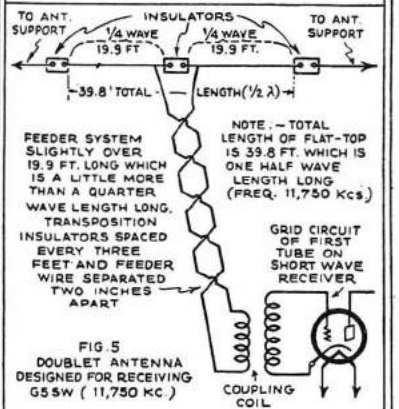 TO ANT. SUPPORT
INSULATORS
TO ANT. SUPPORT
1/4 WAVE
19.9 FT
1/4 WAVE
19.9 FT.
39.8' TOTAL — LENGTH (1/2 λ)
FEEDER SYSTEM
SLIGHTLY OVER
19.9 FT. LONG WHICH
IS A LITTLE MORE
THAN A QUARTER
WAVE LENGTH LONG.
TRANSPOSITION
INSULATORS SPACED
EVERY THREE
FEET AND FEEDER
WIRE SEPARATED
TWO INCHES
APART
NOTE: – TOTAL
LENGTH OF FLAT-TOP
IS 39.8 FT. WHICH IS
ONE HALF WAVE
LENGTH LONG
(FREQ. 11,750 KCS.)
GRID CIRCUIT
OF FIRST
TUBE ON
SHORT WAVE
RECEIVER
FIG. 5
DOUBLET ANTENNA
DESIGNED FOR RECEIVING
G5SW (11,750 KC.)
COUPLING
COIL